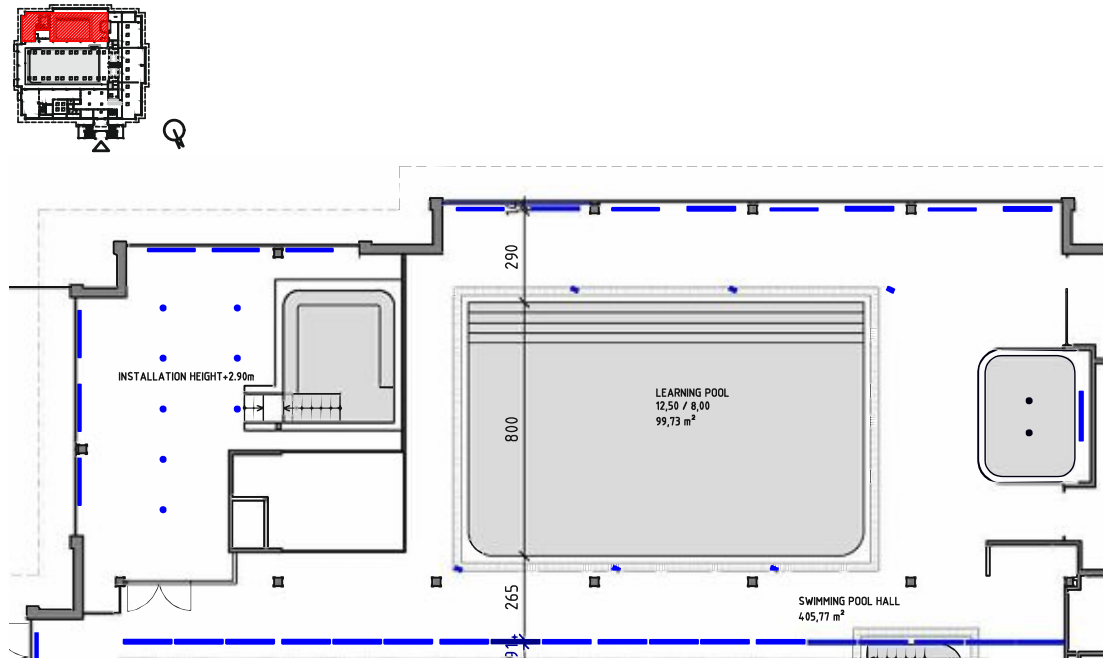 290
INSTALLATION HEIGHT+2.90m
LEARNING POOL
12,50 / 8,00
99,73 m²
800
265
SWIMMING POOL HALL
405,77 m²